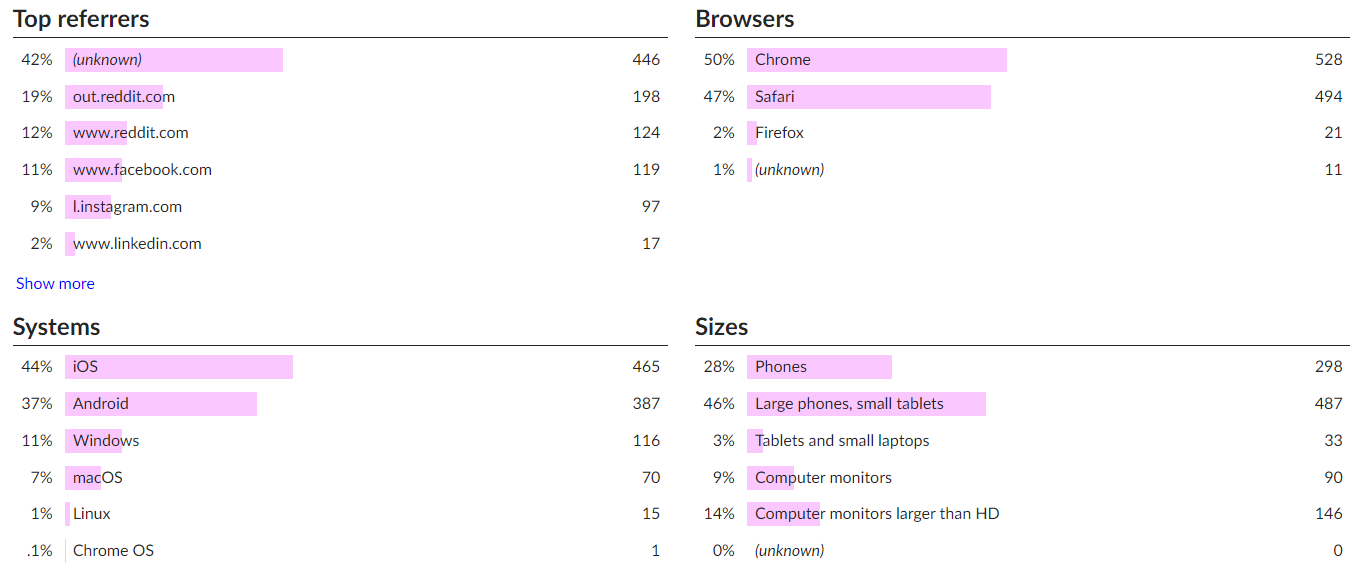 Top referrers
42% (unknown) 446
19% out.reddit.com 198
12% www.reddit.com 124
11% www.facebook.com 119
9% l.instagram.com 97
2% www.linkedin.com 17
Show more
Browsers
50% Chrome 528
47% Safari 494
2% Firefox 21
1% (unknown) 11
Systems
44% iOS 465
37% Android 387
11% Windows 116
7% macOS 70
1% Linux 15
.1% Chrome OS 1
Sizes
28% Phones 298
46% Large phones, small tablets 487
3% Tablets and small laptops 33
9% Computer monitors 90
14% Computer monitors larger than HD 146
0% (unknown) 0